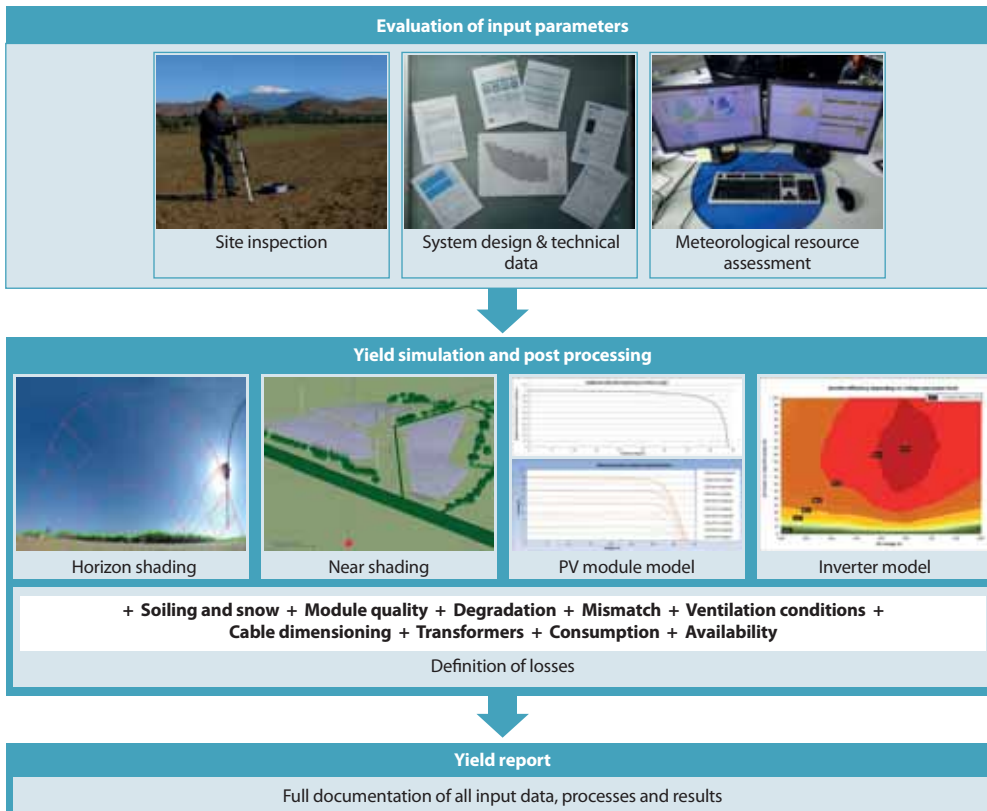 Evaluation of input parameters
Site inspection
System design & technical
data
Meteorological resource
assessment
Yield simulation and post processing
Horizon shading
Near shading
PV module model
Inverter model
+ Soiling and snow + Module quality + Degradation + Mismatch + Ventilation conditions +
Cable dimensioning + Transformers + Consumption + Availability
Definition of losses
Yield report
Full documentation of all input data, processes and results